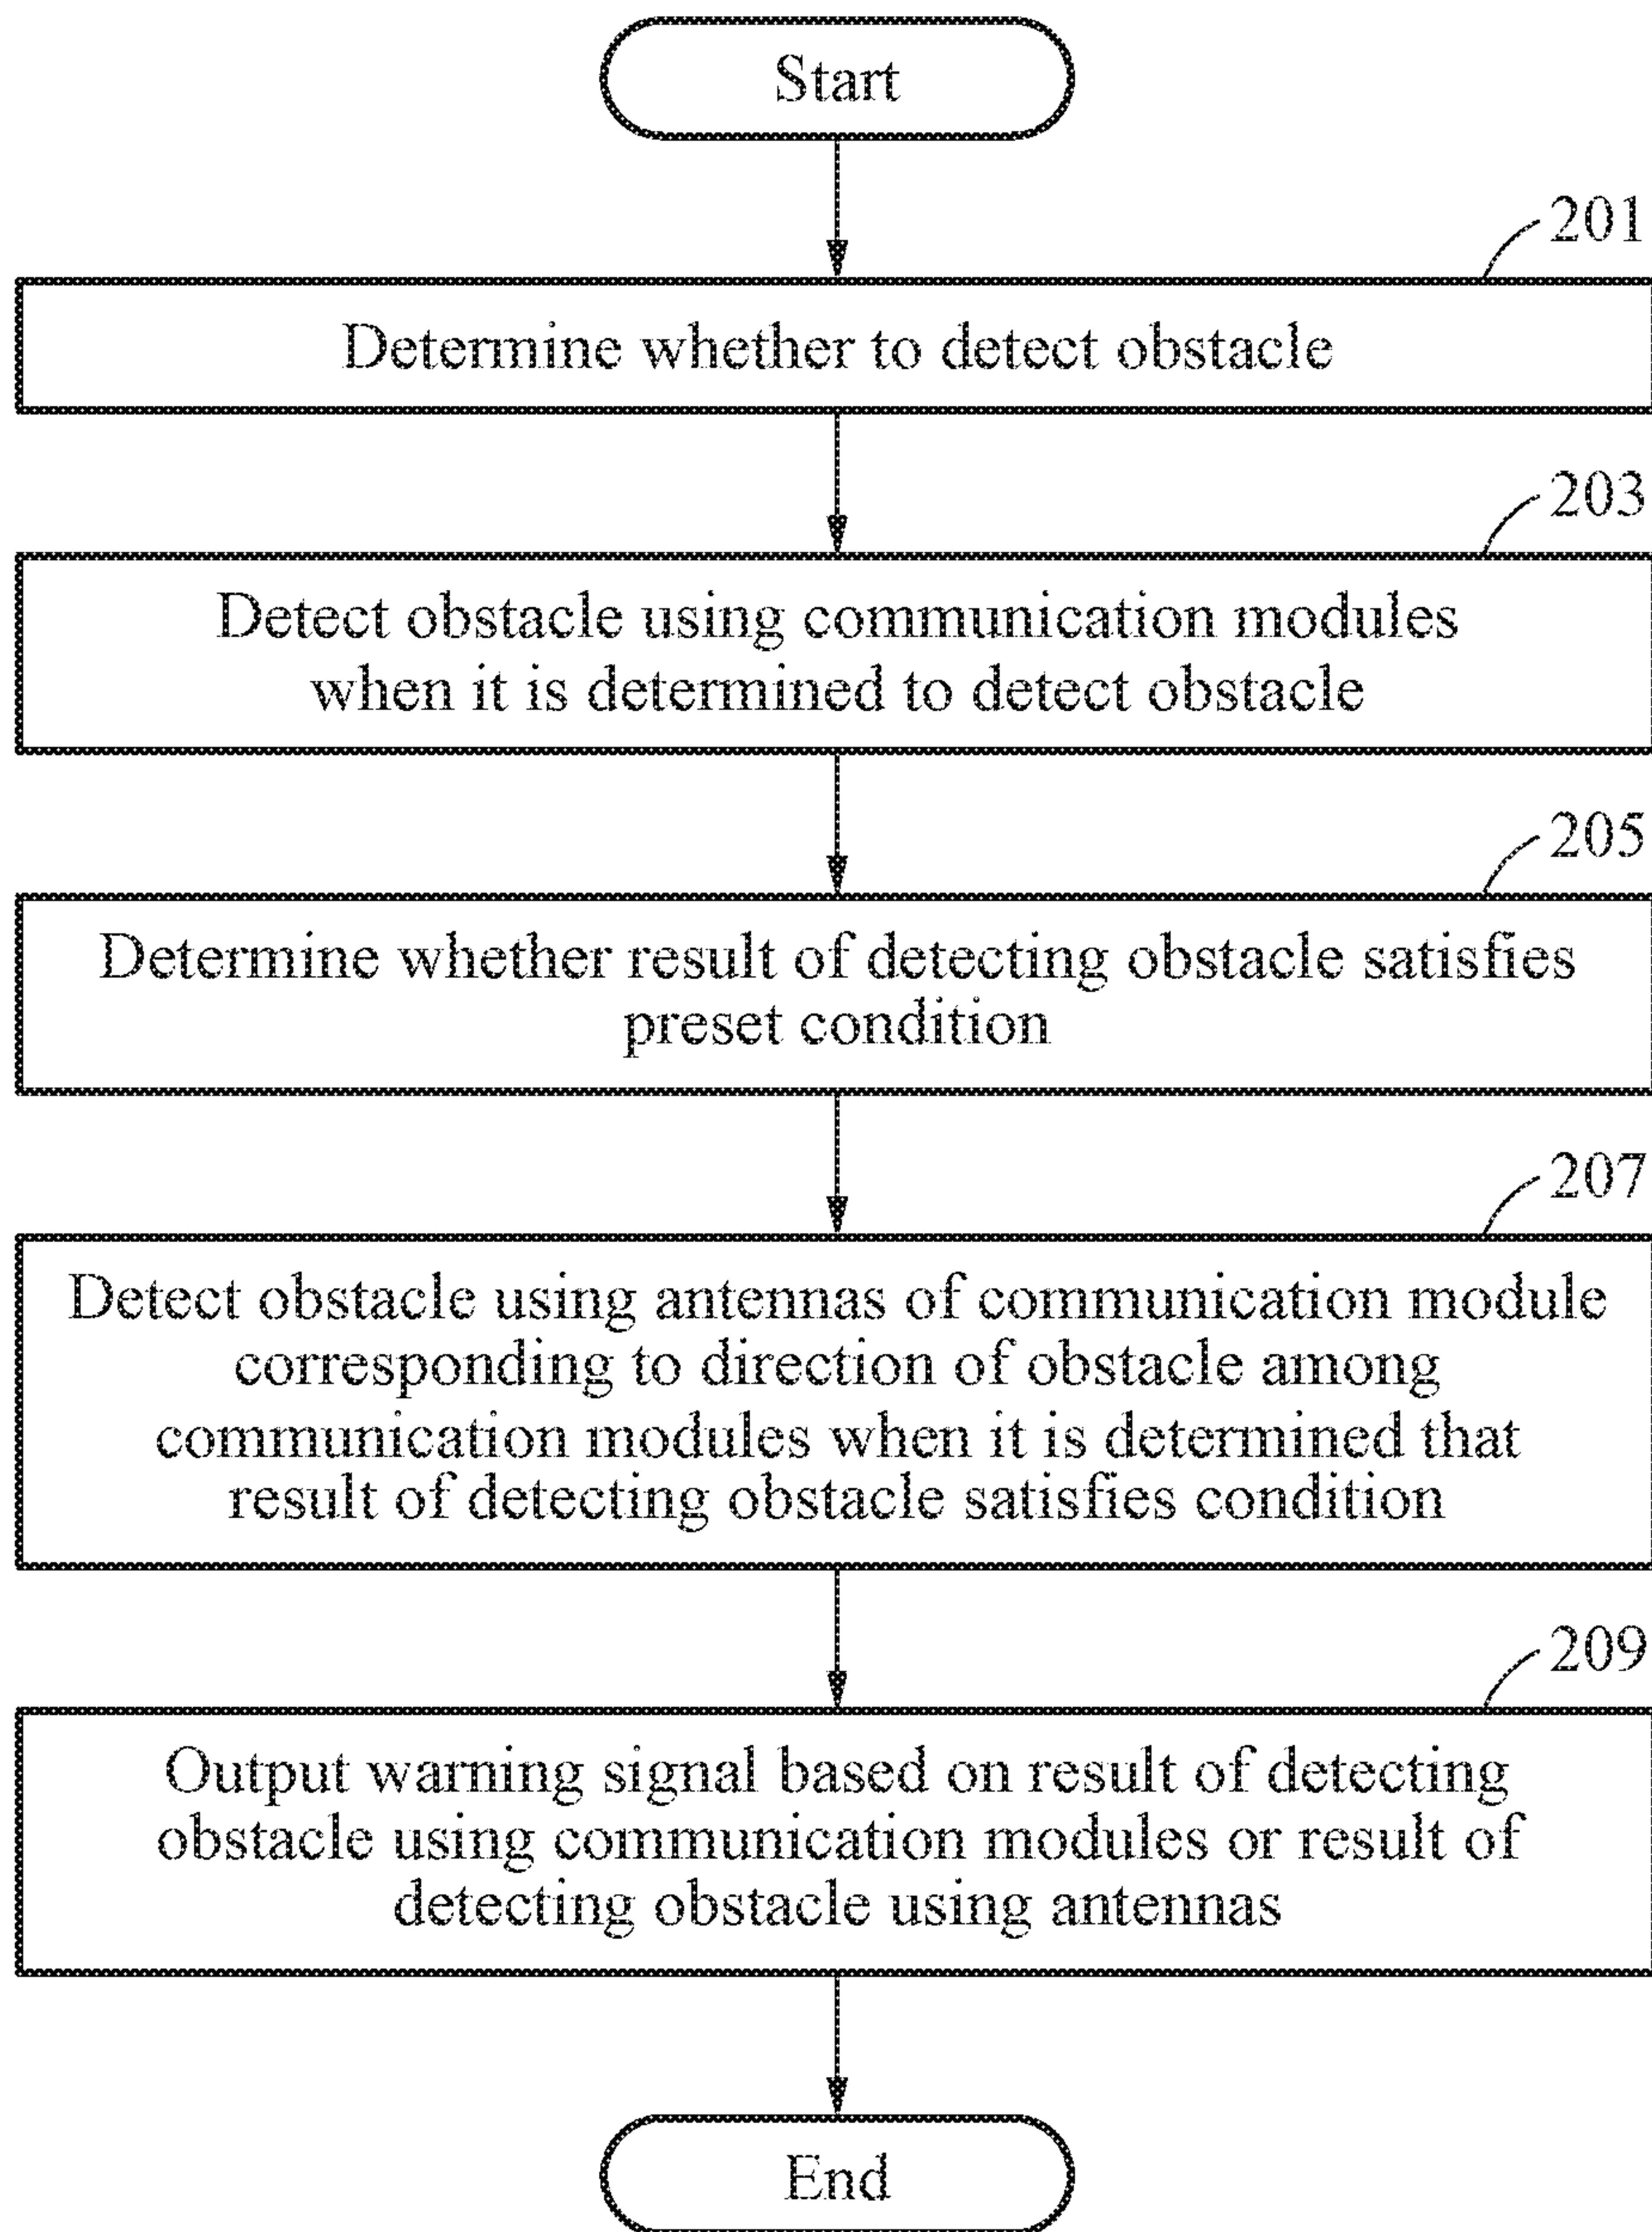 Start
201
Determine whether to detect obstacle
203
Detect obstacle using communication modules
when it is determined to detect obstacle
205
Determine whether result of detecting obstacle satisfies
preset condition
207
Detect obstacle using antennas of communication module
corresponding to direction of obstacle among
communication modules when it is determined that
result of detecting obstacle satisfies condition
209
Output warning signal based on result of detecting
obstacle using communication modules or result of
detecting obstacle using antennas
End